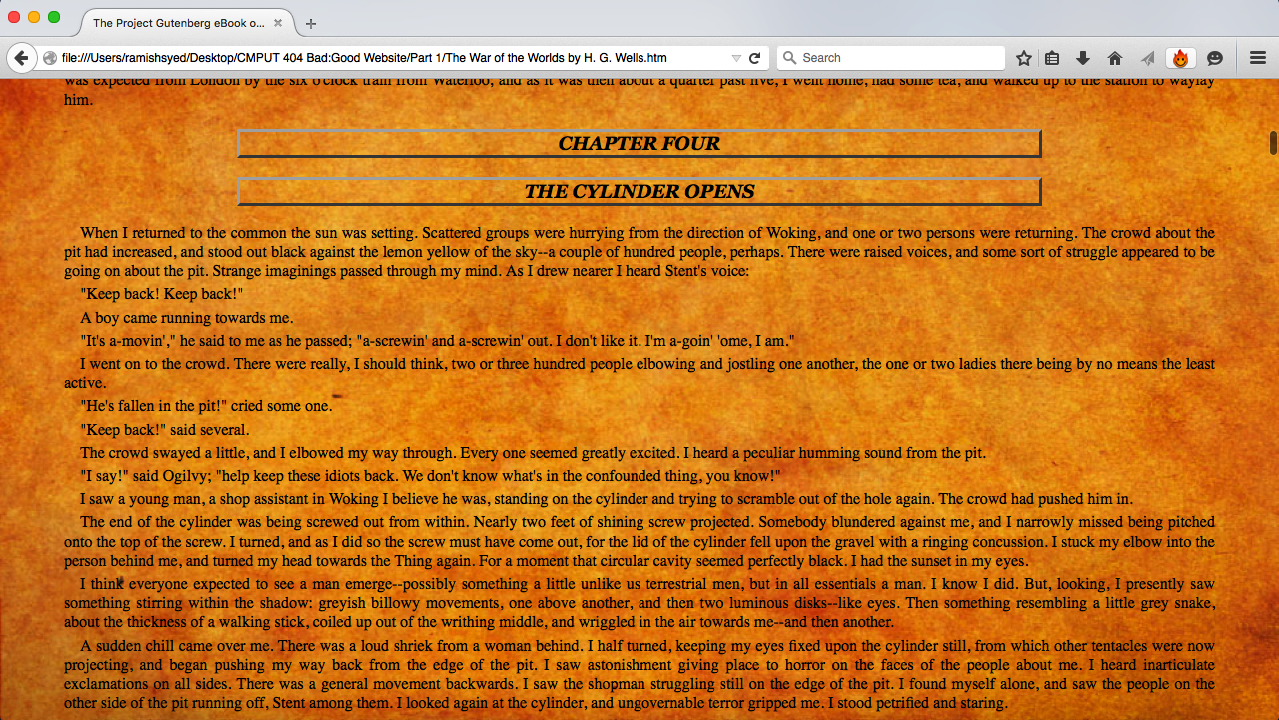 The Project Gutenberg eBook o...
file:///Users/ramishsyed/Desktop/CMPUT 404 Bad:Good Website/Part 1/The War of the Worlds by H. G. Wells.htm
Search
was expected from London by the six o'clock train from Waterloo; and as it was then about a quarter past five, I went home, had some tea, and walked up to the station to waylay
him.
CHAPTER FOUR
THE CYLINDER OPENS
When I returned to the common the sun was setting. Scattered groups were hurrying from the direction of Woking, and one or two persons were returning. The crowd about the
pit had increased, and stood out black against the lemon yellow of the sky--a couple of hundred people, perhaps. There were raised voices, and some sort of struggle appeared to be
going on about the pit. Strange imaginings passed through my mind. As I drew nearer I heard Stent's voice:
"Keep back! Keep back!"
A boy came running towards me.
"It's a-movin'," he said to me as he passed; "a-screwin' and a-screwin' out. I don't like it. I'm a-goin' 'ome, I am."
I went on to the crowd. There were really, I should think, two or three hundred people elbowing and jostling one another, the one or two ladies there being by no means the least
active.
"He's fallen in the pit!" cried some one.
"Keep back!" said several.
The crowd swayed a little, and I elbowed my way through. Every one seemed greatly excited. I heard a peculiar humming sound from the pit.
"I say!" said Ogilvy; "help keep these idiots back. We don't know what's in the confounded thing, you know!"
I saw a young man, a shop assistant in Woking I believe he was, standing on the cylinder and trying to scramble out of the hole again. The crowd had pushed him in.
The end of the cylinder was being screwed out from within. Nearly two feet of shining screw projected. Somebody blundered against me, and I narrowly missed being pitched
onto the top of the screw. I turned, and as I did so the screw must have come out, for the lid of the cylinder fell upon the gravel with a ringing concussion. I stuck my elbow into the
person behind me, and turned my head towards the Thing again. For a moment that circular cavity seemed perfectly black. I had the sunset in my eyes.
I think everyone expected to see a man emerge--possibly something a little unlike us terrestrial men, but in all essentials a man. I know I did. But, looking, I presently saw
something stirring within the shadow: greyish billowy movements, one above another, and then two luminous disks--like eyes. Then something resembling a little grey snake,
about the thickness of a walking stick, coiled up out of the writhing middle, and wriggled in the air towards me--and then another.
A sudden chill came over me. There was a loud shriek from a woman behind. I half turned, keeping my eyes fixed upon the cylinder still, from which other tentacles were now
projecting, and began pushing my way back from the edge of the pit. I saw astonishment giving place to horror on the faces of the people about me. I heard inarticulate
exclamations on all sides. There was a general movement backwards. I saw the shopman struggling still on the edge of the pit. I found myself alone, and saw the people on the
other side of the pit running off, Stent among them. I looked again at the cylinder, and ungovernable terror gripped me. I stood petrified and staring.